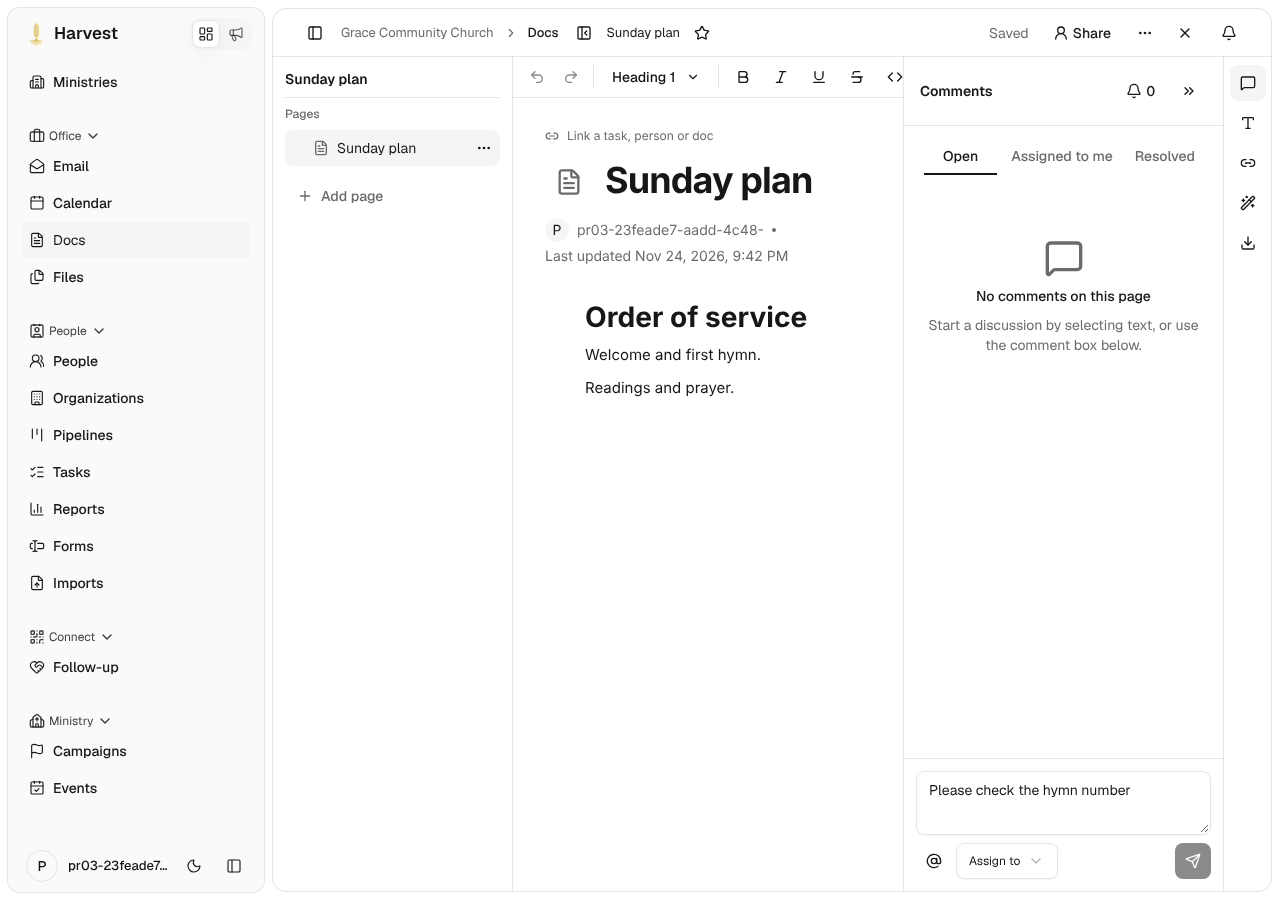 Harvest
Ministries
Office
Email
Calendar
Docs
Files
People
People
Organizations
Pipelines
Tasks
Reports
Forms
Imports
Connect
Follow-up
Ministry
Campaigns
Events
P pr03-23feade7...
Grace Community Church > Docs Sunday plan
Saved Share
Sunday plan
Pages
Sunday plan
Add page
Heading 1 B I U S <>
Link a task, person or doc
Sunday plan
P pr03-23feade7-aadd-4c48- •
Last updated Nov 24, 2026, 9:42 PM
Order of service
Welcome and first hymn.
Readings and prayer.
Comments 0
Open Assigned to me Resolved
No comments on this page
Start a discussion by selecting text, or use
the comment box below.
Please check the hymn number
@ Assign to
T